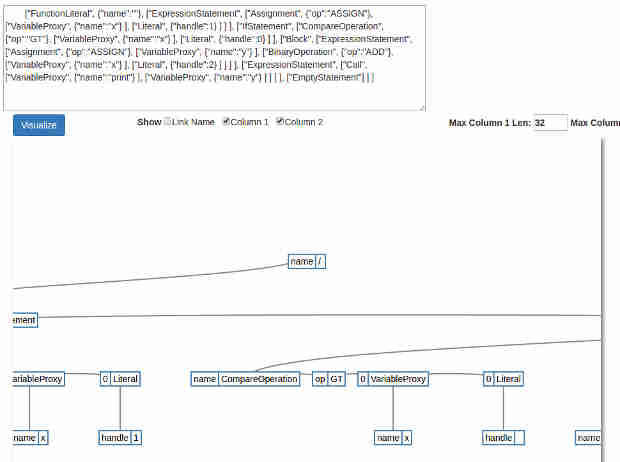 ["FunctionLiteral", {"name":""}, ["ExpressionStatement", ["Assignment", {"op":"ASSIGN"},
["VariableProxy", {"name":"x"} ], ["Literal", {"handle":1} ] ] ], ["IfStatement", ["CompareOperation",
{"op":"GT"}, ["VariableProxy", {"name":"x"} ], ["Literal", {"handle":0} ] ], ["Block", ["ExpressionStatement",
["Assignment", {"op":"ASSIGN"}, ["VariableProxy", {"name":"y"} ], ["BinaryOperation", {"op":"ADD"},
["VariableProxy", {"name":"x"} ], ["Literal", {"handle":2} ] ] ] ], ["ExpressionStatement", ["Call",
["VariableProxy", {"name":"print"} ], ["VariableProxy", {"name":"y"} ] ] ] ], ["EmptyStatement"] ] ]
Visualize Show Link Name Column 1 Column 2 Max Column 1 Len: 32 Max Colum
name /
ement
ariableProxy 0 Literal name CompareOperation op GT 0 VariableProxy 0 Literal
name x handle 1 name x handle name